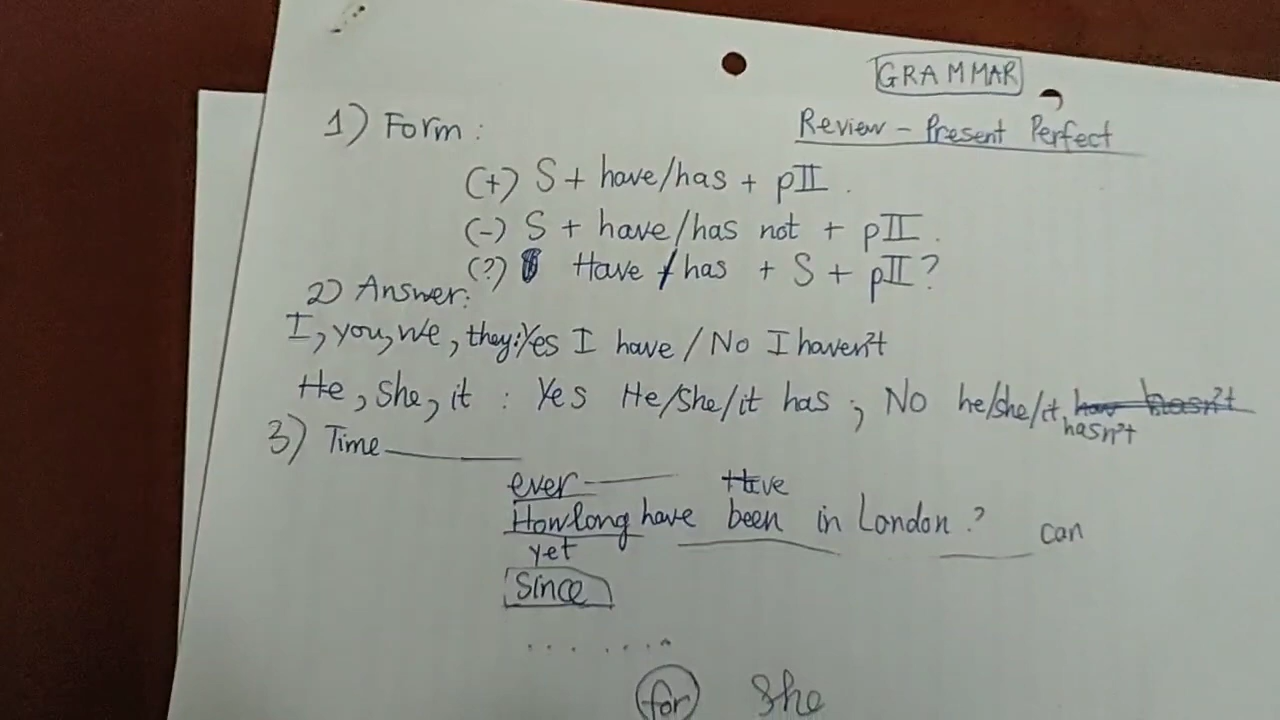 GRAMMAR
Review - Present Perfect
1) Form :
(+) S + have/has + pII .
(-) S + have/has not + pII .
(?) Have / has + S + pII ?
2) Answer:
I, you, we, they: Yes I have / No I haven't
He, she, it : Yes He/She/it has ; No he/she/it hasn't
3) Time
ever
How long have been in London ? can
yet
Since
for She